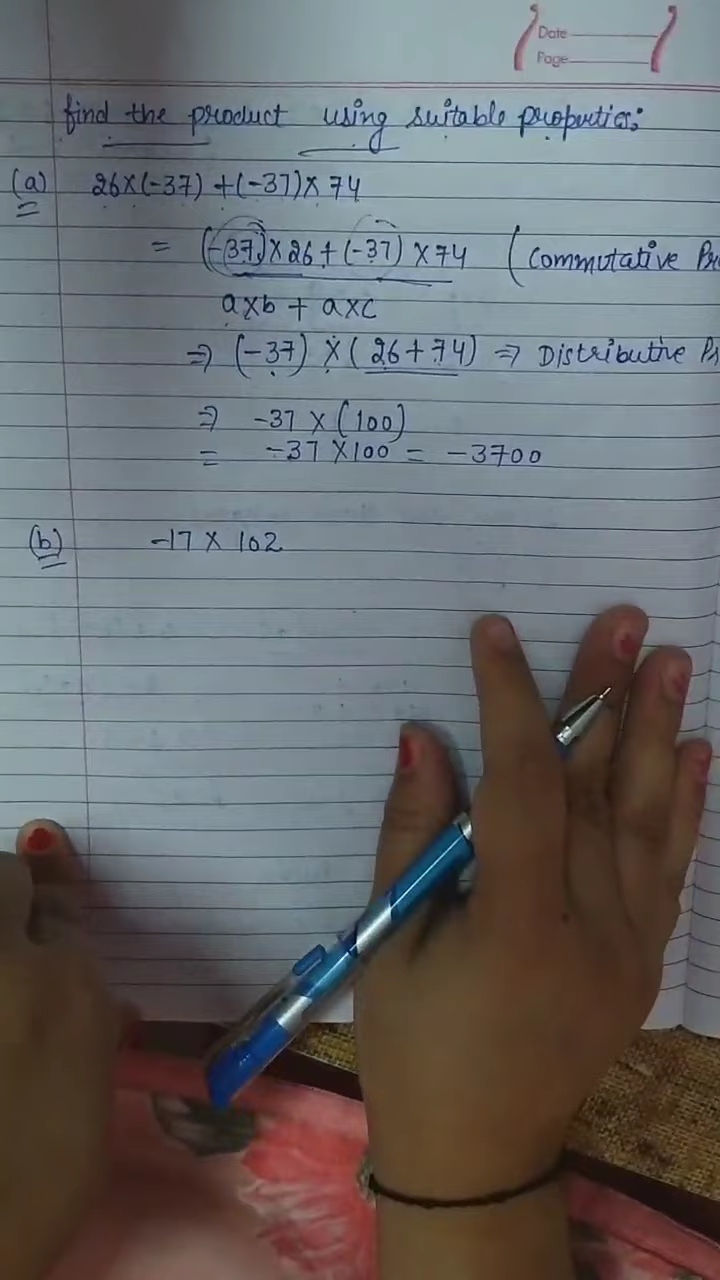 Date
Page
find the product using suitable properties:
(a) 26×(-37) +(-37)× 74
= (-37)×26+(-37) ×74 (Commutative
a×b + a×c
⇒ (-37) ×(26+74) ⇒ Distributive
⇒ -37 × (100)
= -37 ×100 = -3700
(b) -17 × 102